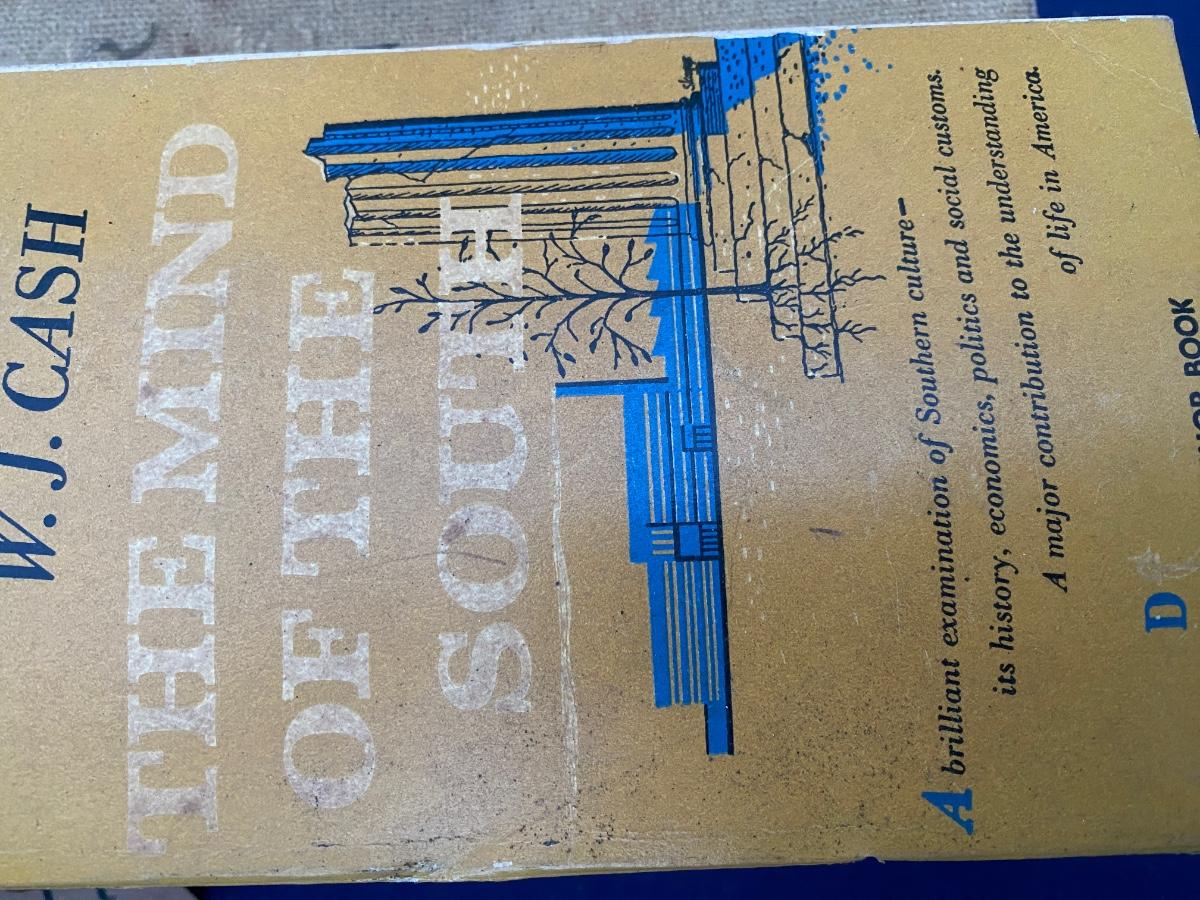 W. J. CASH
THE MIND
OF THE
SOUTH
A brilliant examination of Southern culture—
its history, economics, politics and social customs.
A major contribution to the understanding
of life in America.
D
BOOK